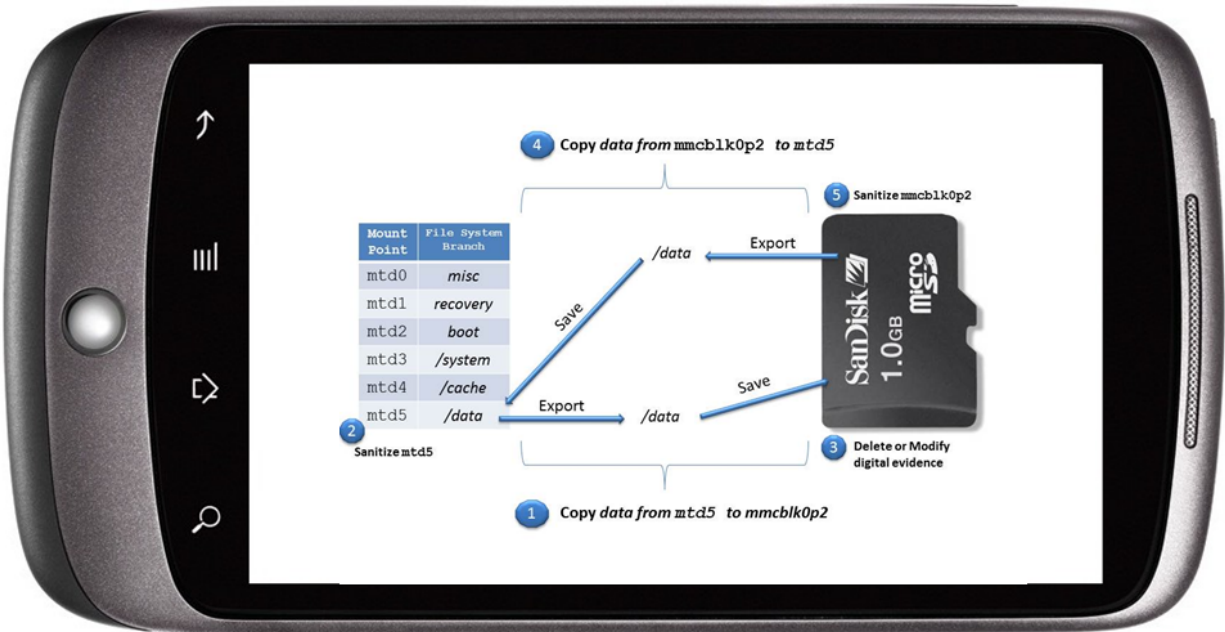 4 Copy data from mmcblk0p2 to mtd5
5 Sanitize mmcblk0p2
Mount Point File System Branch
mtd0 misc
mtd1 recovery
mtd2 boot
mtd3 /system
mtd4 /cache
mtd5 /data
/data
Export
Save
SanDisk
1.0GB
micro SD
Export
/data
Save
2
Sanitize mtd5
3 Delete or Modify
digital evidence
1 Copy data from mtd5 to mmcblk0p2